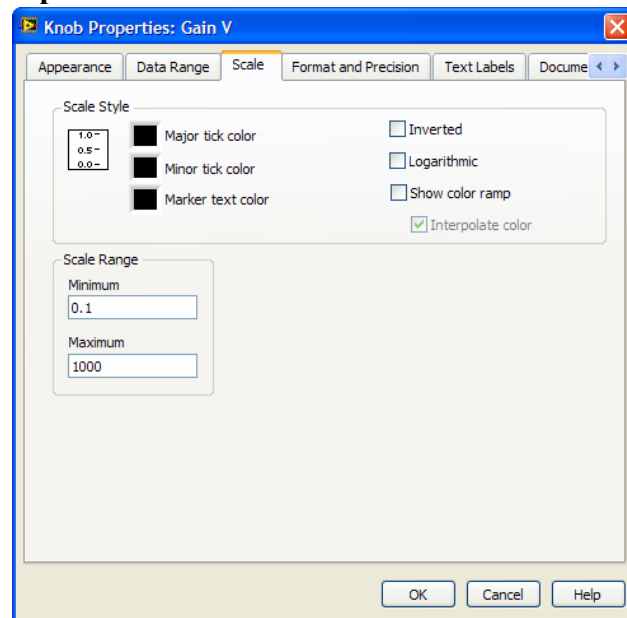 Knob Properties: Gain V
Appearance Data Range Scale Format and Precision Text Labels Docume
Scale Style
1.0
0.5
0.0
Major tick color
Minor tick color
Marker text color
Inverted
Logarithmic
Show color ramp
Interpolate color
Scale Range
Minimum
0.1
Maximum
1000
OK Cancel Help